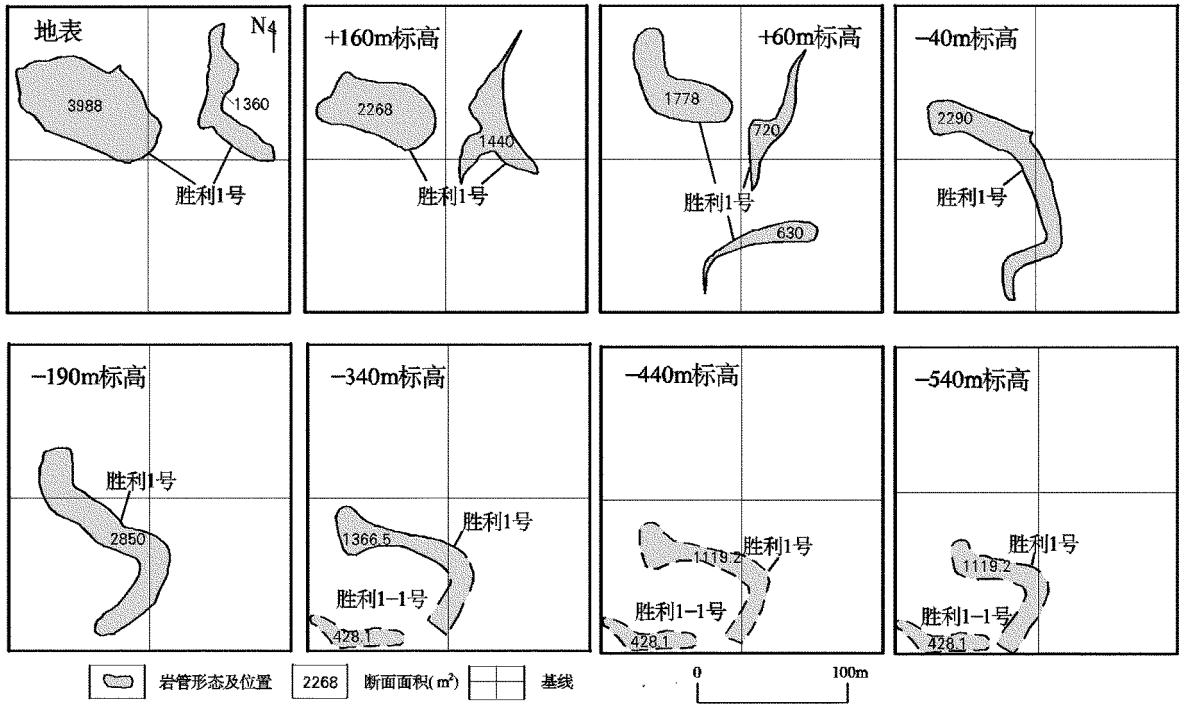 地表
N
3988
1360
胜利1号
+160m标高
2268
1440
胜利1号
+60m标高
1778
720
胜利1号
630
−40m标高
2290
胜利1号
−190m标高
胜利1号
2850
−340m标高
胜利1号
1366.5
胜利1-1号
428.1
−440m标高
胜利1号
1119.2
胜利1-1号
428.1
−540m标高
胜利1号
1119.2
胜利1-1号
428.1
岩管形态及位置 2268 断面面积(m²) 基线
0 100m